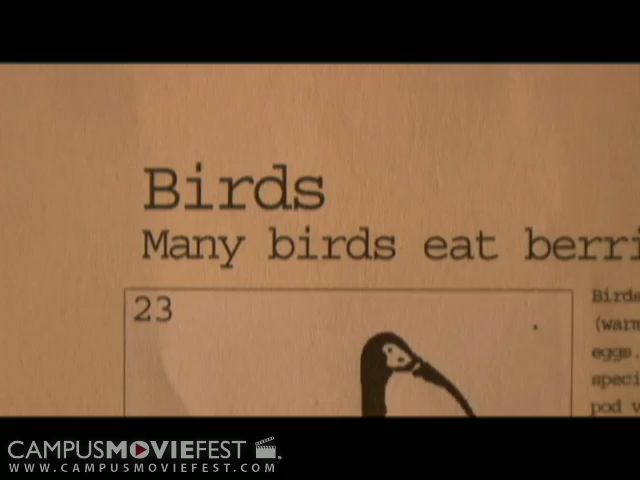 Birds
Many birds eat berri
23
Birds
(warm
eggs.
speci
pod v
CAMPUSMOVIEFEST
WWW.CAMPUSMOVIEFEST.COM